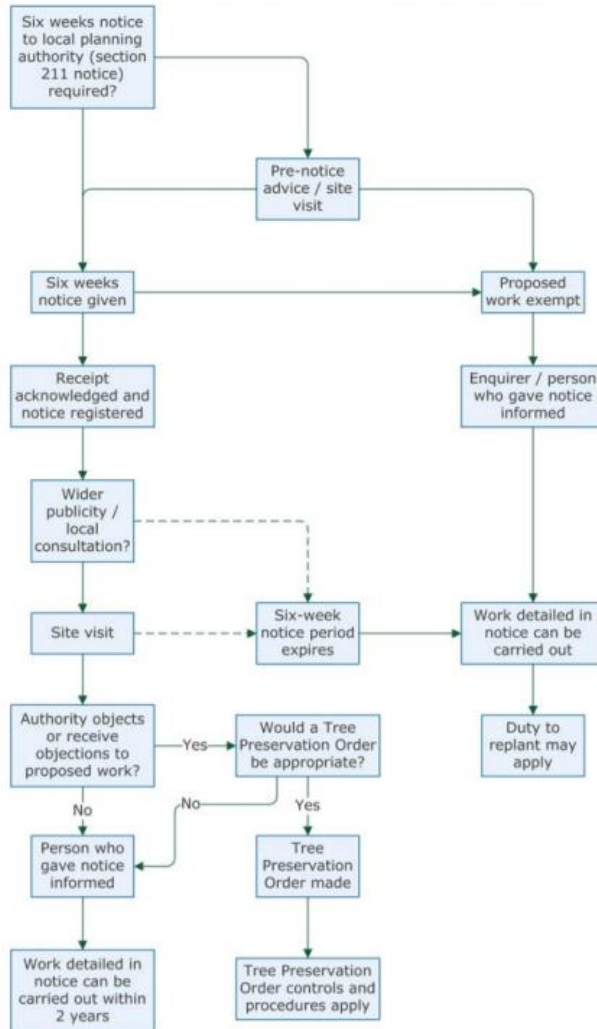 Six weeks notice
to local planning
authority (section
211 notice)
required?
Pre-notice
advice / site
visit
Six weeks
notice given
Proposed
work exempt
Receipt
acknowledged and
notice registered
Enquirer / person
who gave notice
informed
Wider
publicity /
local
consultation?
Site visit
Six-week
notice period
expires
Work detailed in
notice can be
carried out
Authority objects
or receive
objections to
proposed work?
Yes
Would a Tree
Preservation Order
be appropriate?
Duty to
replant may
apply
No
No
Yes
Person who
gave notice
informed
Tree
Preservation
Order made
Work detailed in
notice can be
carried out within
2 years
Tree Preservation
Order controls and
procedures apply